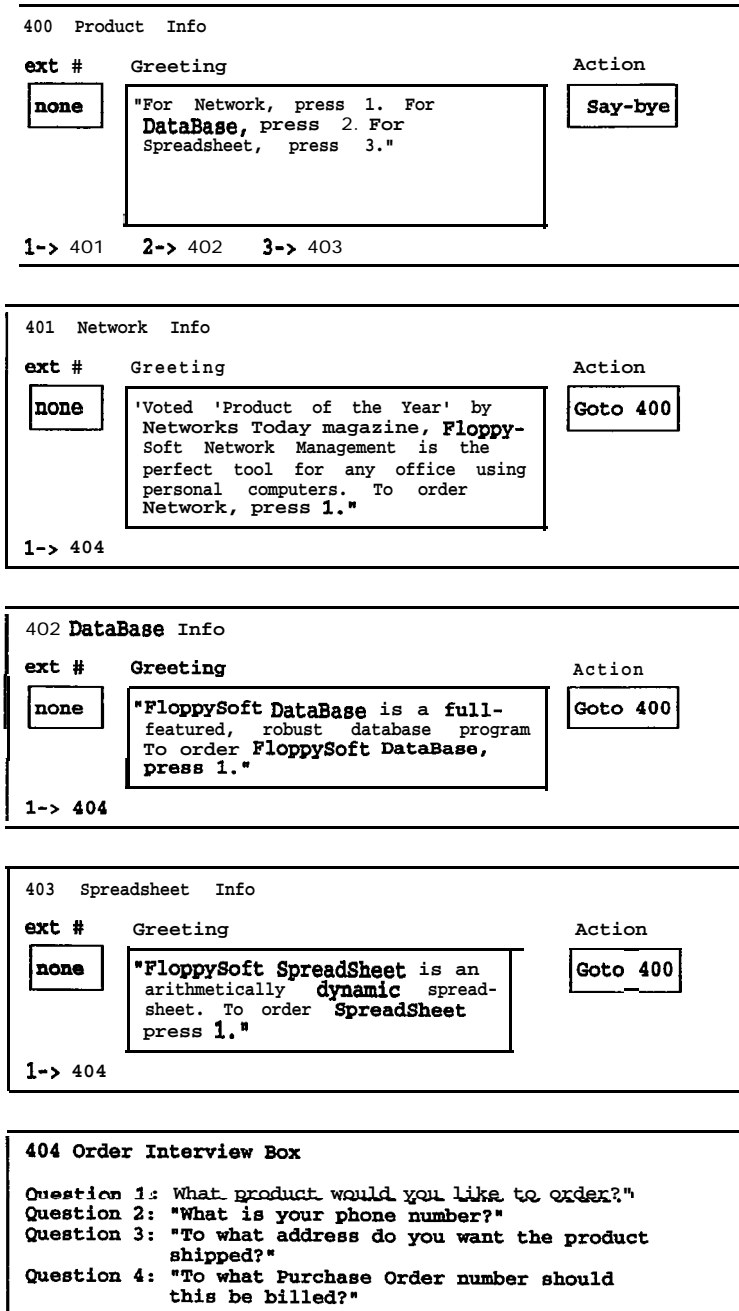 400 Product Info
ext # Greeting Action
none "For Network, press 1. For Say-bye
DataBase, press 2. For
Spreadsheet, press 3."
1-> 401 2-> 402 3-> 403
401 Network Info
ext # Greeting Action
none 'Voted 'Product of the Year' by Goto 400
Networks Today magazine, Floppy-
Soft Network Management is the
perfect tool for any office using
personal computers. To order
Network, press 1."
1-> 404
402 DataBase Info
ext # Greeting Action
none "FloppySoft DataBase is a full- Goto 400
featured, robust database program
To order FloppySoft DataBase,
press 1."
1-> 404
403 Spreadsheet Info
ext # Greeting Action
none "FloppySoft SpreadSheet is an Goto 400
arithmetically dynamic spread-
sheet. To order SpreadSheet
press 1."
1-> 404
404 Order Interview Box
Question 1: What product would you like to order?"
Question 2: "What is your phone number?"
Question 3: "To what address do you want the product
shipped?"
Question 4: "To what Purchase Order number should
this be billed?"